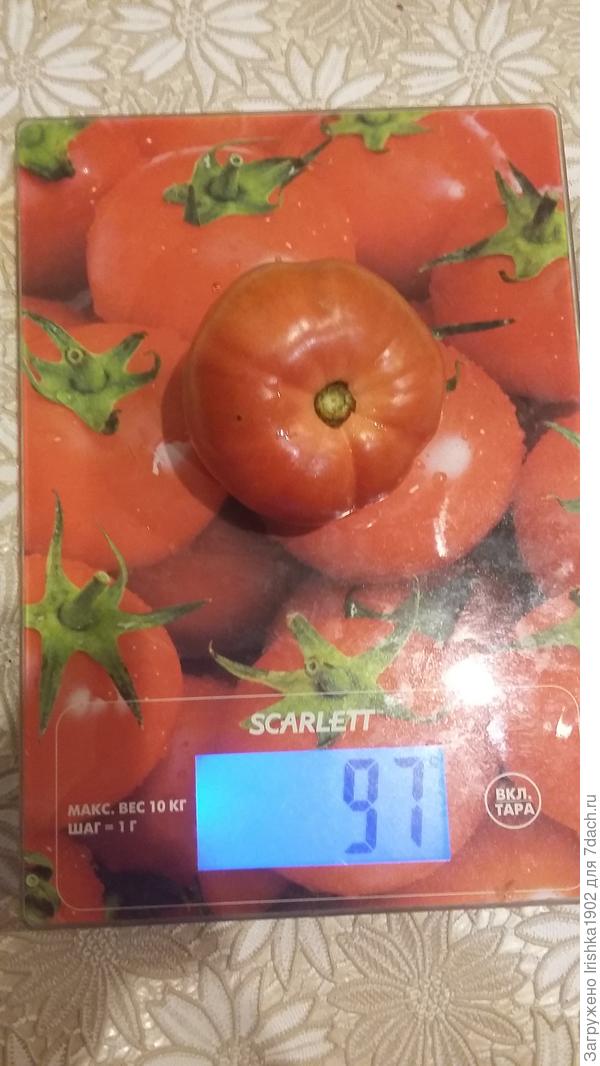 SCARLETT
97
МАКС. ВЕС 10 КГ
ШАГ = 1 Г
ВКЛ.
ТАРА
Загружено Irishka1902 для 7dach.ru